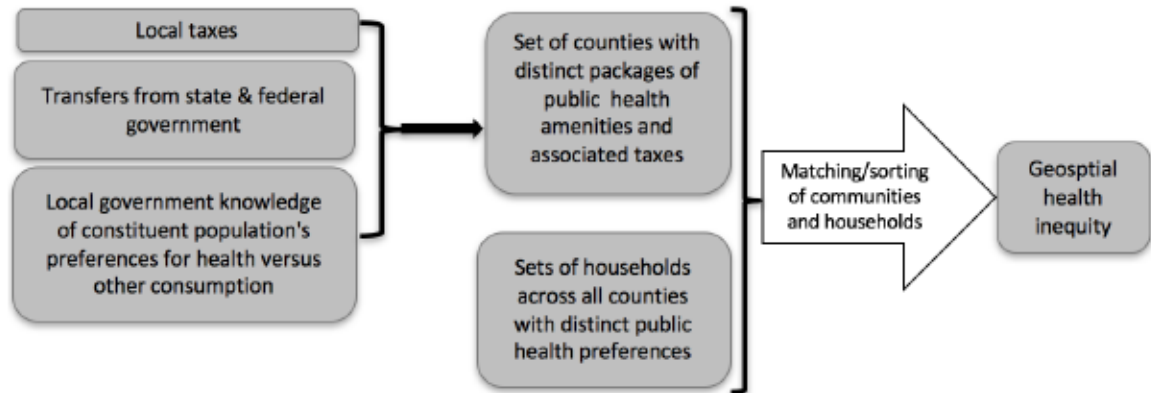 Local taxes
Transfers from state & federal
government
Local government knowledge
of constituent population's
preferences for health versus
other consumption
Set of counties with
distinct packages of
public health
amenities and
associated taxes
Sets of households
across all counties
with distinct public
health preferences
Matching/sorting
of communities
and households
Geosptial
health
inequity